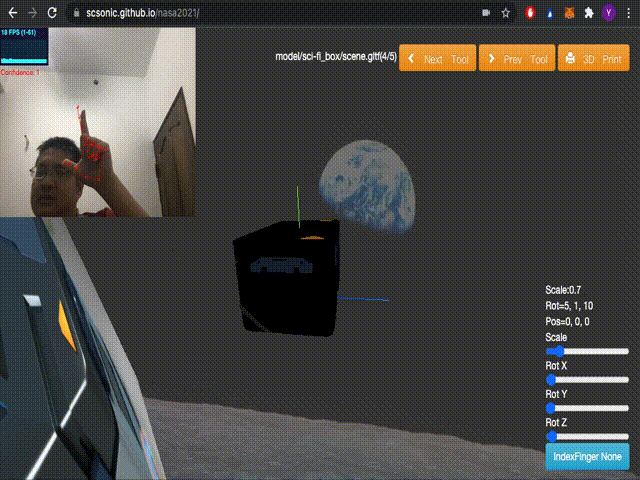 scsonic.github.io/nasa2021/
Y
18 FPS (1-61)
Confidence: 1
model/sci-fi_box/scene.gltf(4/5)
Next Tool
Prev Tool
3D Print
Scale:0.7
Rot=5, 1, 10
Pos=0, 0, 0
Scale
Rot X
Rot Y
Rot Z
IndexFinger None